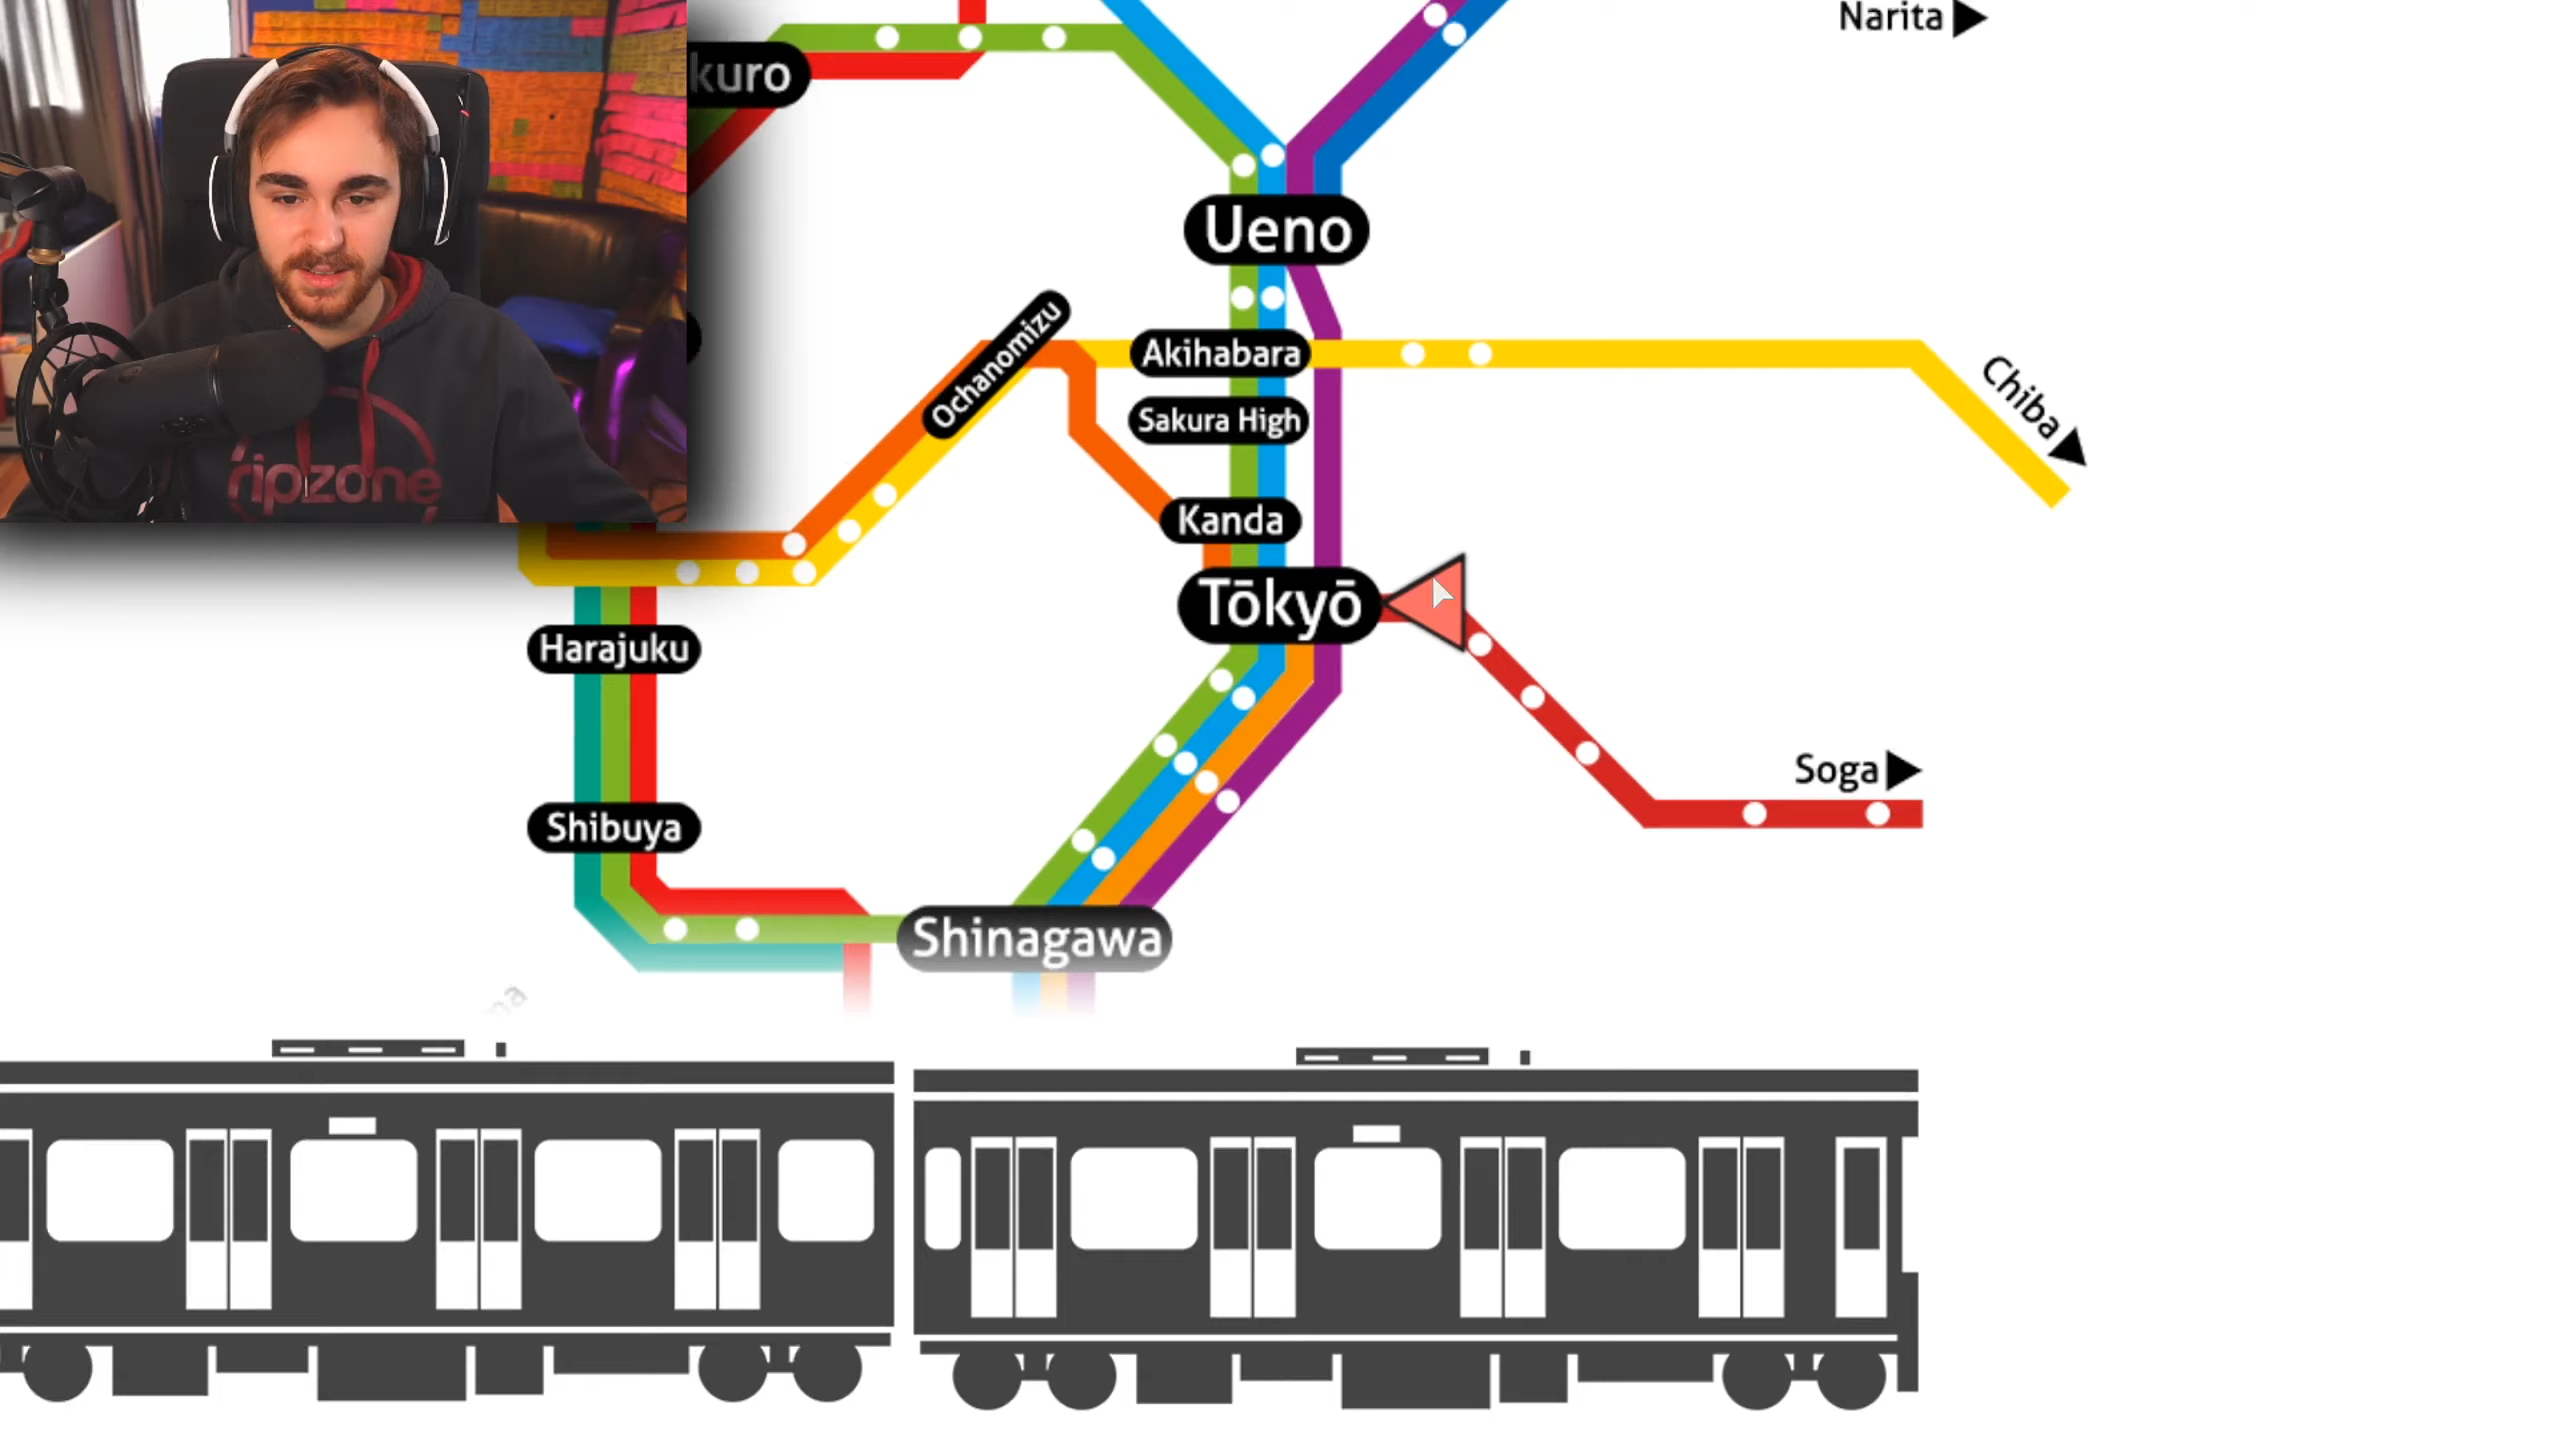 Narita
kuro
Ueno
Ochanomizu
Akihabara
Chiba
Sakura High
ripzone
Kanda
Tōkyō
Harajuku
Soga
Shibuya
Shinagawa